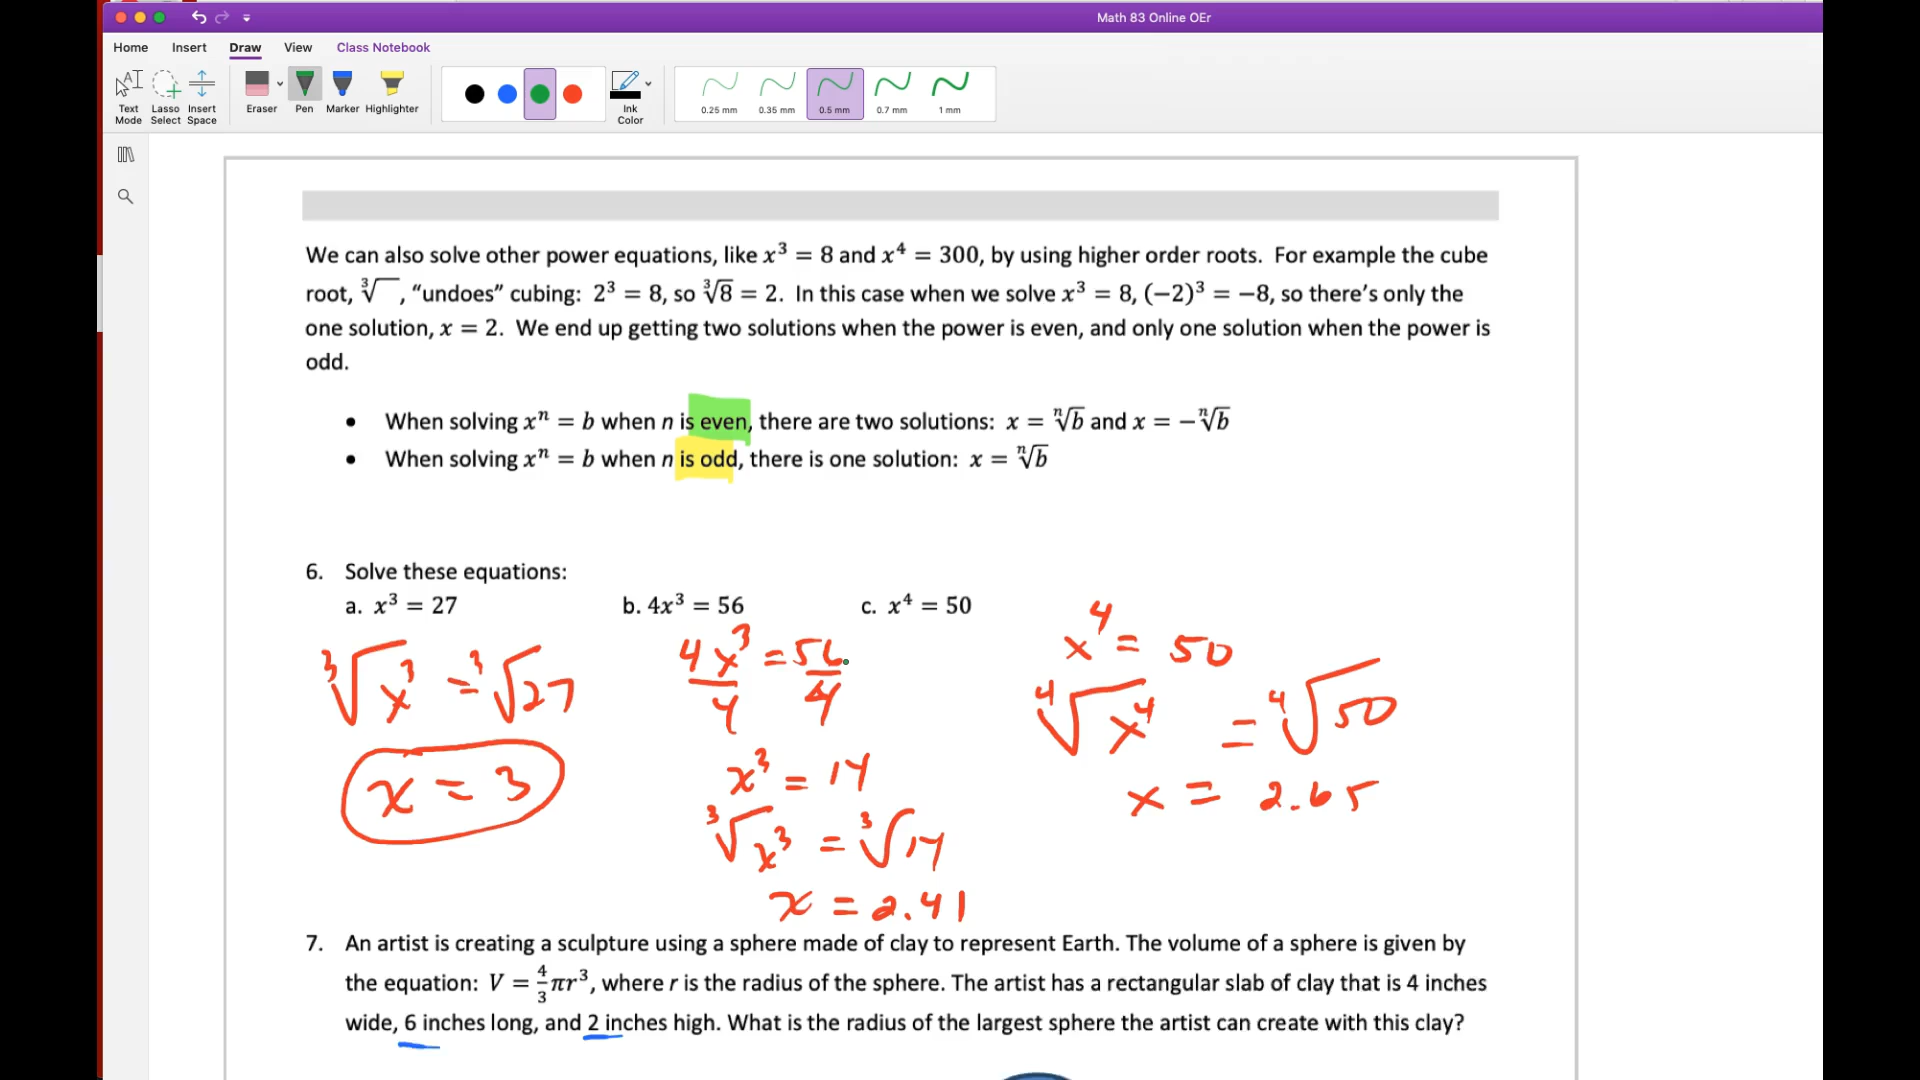 Math 83 Online OEr
Home Insert Draw View Class Notebook
Text Mode Lasso Select Insert Space Eraser Pen Marker Highlighter Ink Color 0.25 mm 0.35 mm 0.5 mm 0.7 mm 1 mm
We can also solve other power equations, like x³ = 8 and x⁴ = 300, by using higher order roots. For example the cube
root, ∛ , “undoes” cubing: 2³ = 8, so ∛8 = 2. In this case when we solve x³ = 8, (−2)³ = −8, so there’s only the
one solution, x = 2. We end up getting two solutions when the power is even, and only one solution when the power is
odd.
• When solving xⁿ = b when n is even, there are two solutions: x = ⁿ√b and x = −ⁿ√b
• When solving xⁿ = b when n is odd, there is one solution: x = ⁿ√b
6. Solve these equations:
a. x³ = 27 b. 4x³ = 56 c. x⁴ = 50
∛x³ = ∛27
x = 3
4x³/4 = 56/4
x³ = 14
∛x³ = ∛14
x = 2.41
x⁴ = 50
∜x⁴ = ∜50
x = 2.65
7. An artist is creating a sculpture using a sphere made of clay to represent Earth. The volume of a sphere is given by
the equation: V = 4/3 πr³, where r is the radius of the sphere. The artist has a rectangular slab of clay that is 4 inches
wide, 6 inches long, and 2 inches high. What is the radius of the largest sphere the artist can create with this clay?